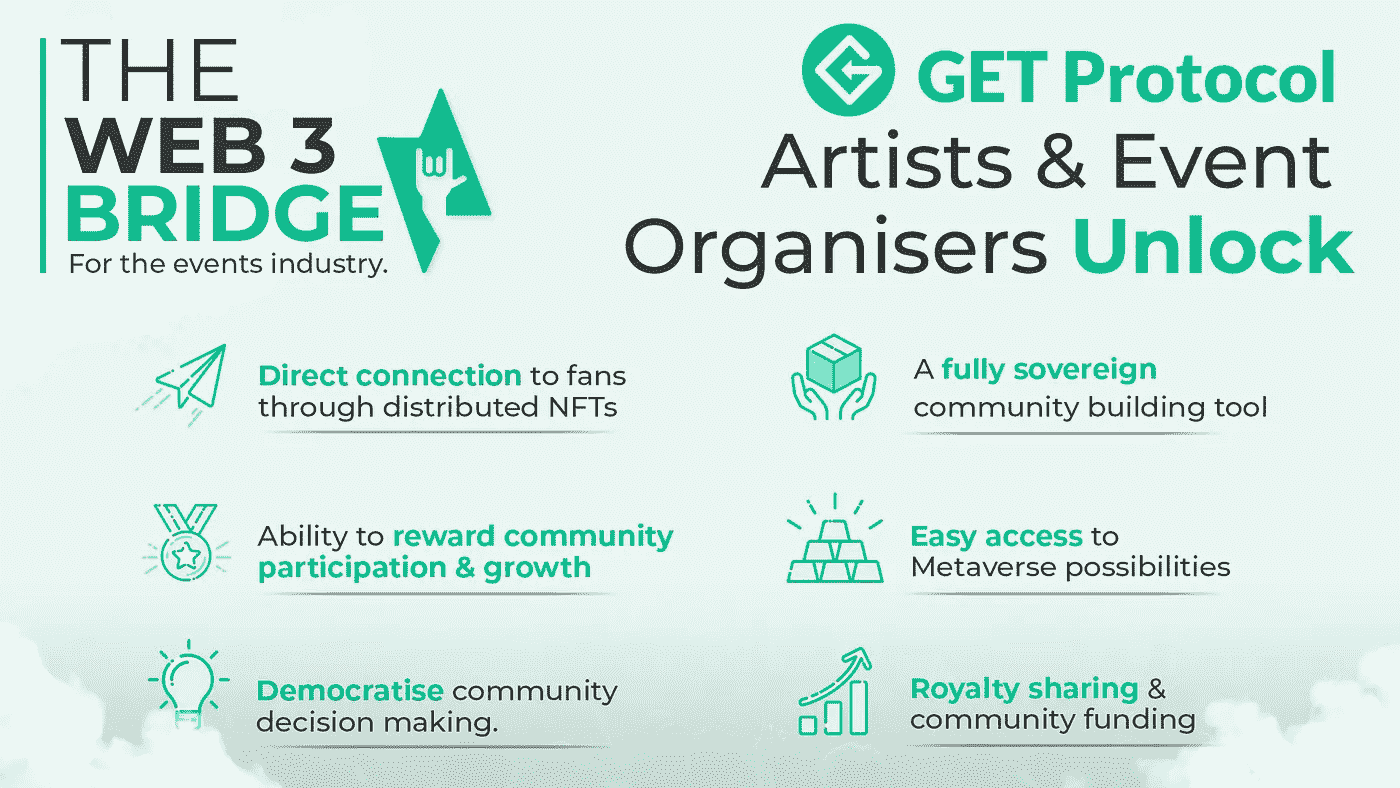 THE
WEB 3
BRIDGE
For the events industry.
GET Protocol
Artists & Event
Organisers Unlock
Direct connection to fans
through distributed NFTs
A fully sovereign
community building tool
Ability to reward community
participation & growth
Easy access to
Metaverse possibilities
Democratise community
decision making.
Royalty sharing &
community funding